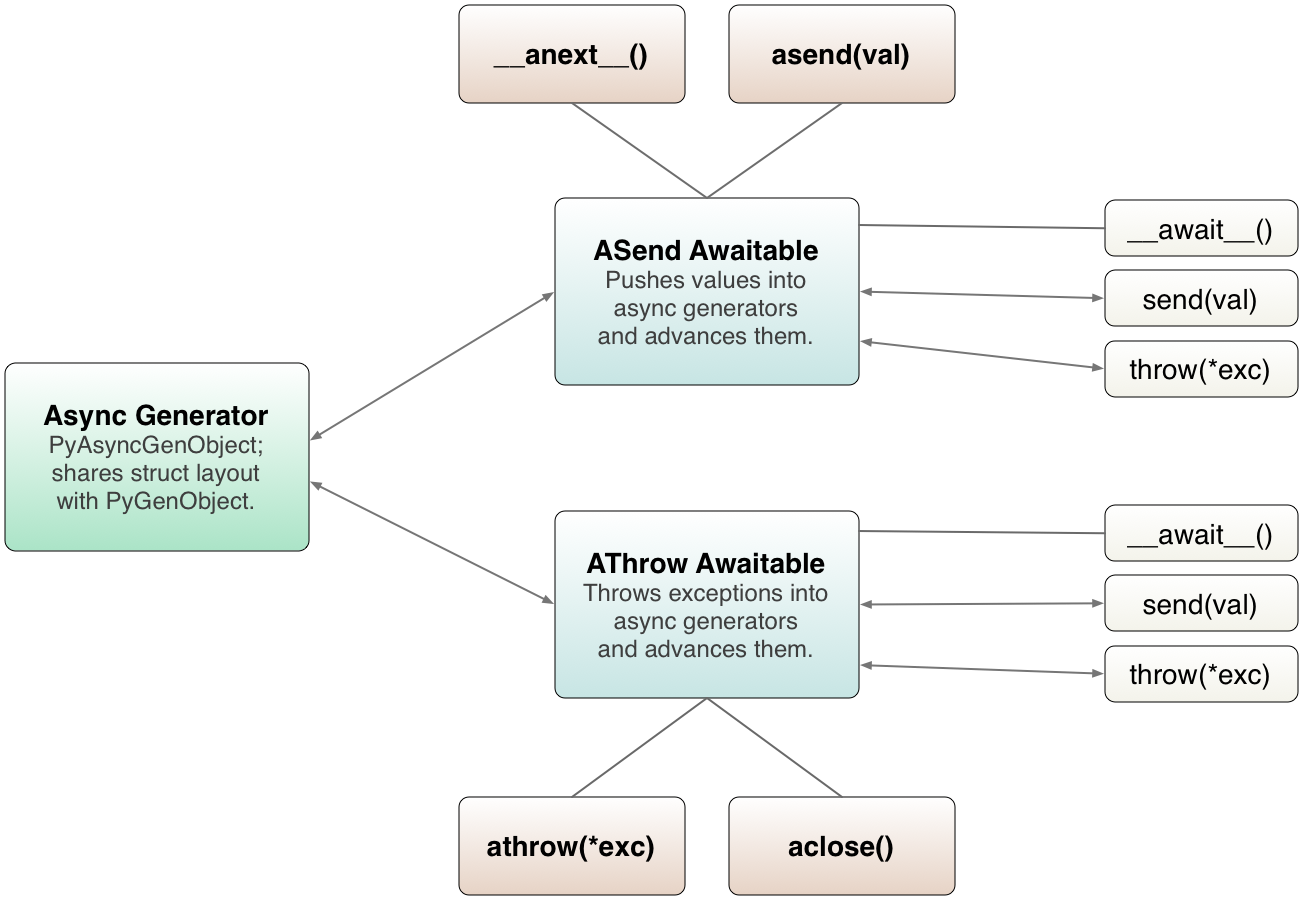 __anext__()
asend(val)
ASend Awaitable
Pushes values into
async generators
and advances them.
__await__()
send(val)
throw(*exc)
Async Generator
PyAsyncGenObject;
shares struct layout
with PyGenObject.
AThrow Awaitable
Throws exceptions into
async generators
and advances them.
__await__()
send(val)
throw(*exc)
athrow(*exc)
aclose()